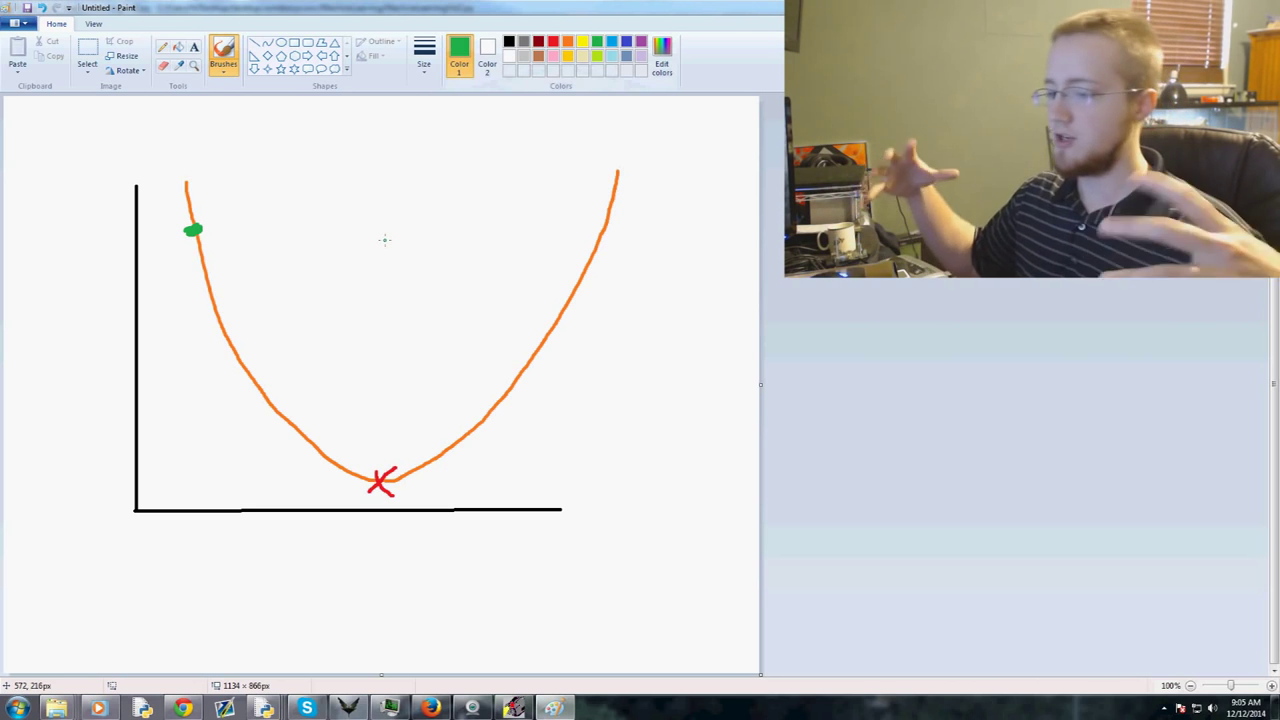 Untitled - Paint
Home View
Paste
Cut
Copy
Clipboard
Select
Crop
Resize
Rotate
Image
A
Tools
Brushes
Outline
Fill
Shapes
Size
Color
1
Color
2
Edit
colors
Colors
572, 216px
1134 × 866px
100%
9:05 AM
12/12/2014